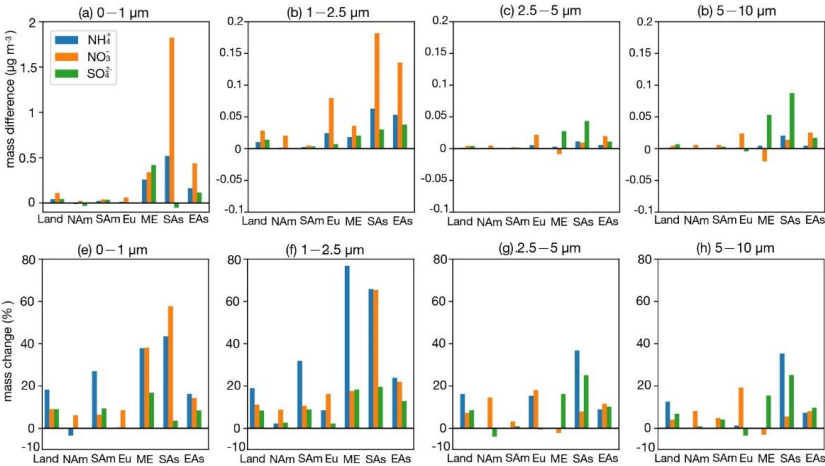 (a) 0−1 µm
(b) 1−2.5 µm
(c) 2.5−5 µm
(b) 5−10 µm
mass difference (µg m⁻³)
2
1.5
1
0.5
0
NH₄⁺
NO₃⁻
SO₄²⁻
0.2
0.15
0.1
0.05
0
-0.05
-0.1
0.2
0.15
0.1
0.05
0
-0.05
-0.1
0.2
0.15
0.1
0.05
0
-0.05
-0.1
Land NAm SAm Eu ME SAs EAs
Land NAm SAm Eu ME SAs EAs
Land NAm SAm Eu ME SAs EAs
Land NAm SAm Eu ME SAs EAs
(e) 0−1 µm
(f) 1−2.5 µm
(g).2.5−5 µm
(h) 5−10 µm
mass change (%)
80
60
40
20
0
-10
80
60
40
20
0
-10
80
60
40
20
0
-10
80
60
40
20
0
-10
Land NAm SAm Eu ME SAs EAs
Land NAm SAm Eu ME SAs EAs
Land NAm SAm Eu ME SAs EAs
Land NAm SAm Eu ME SAs EAs